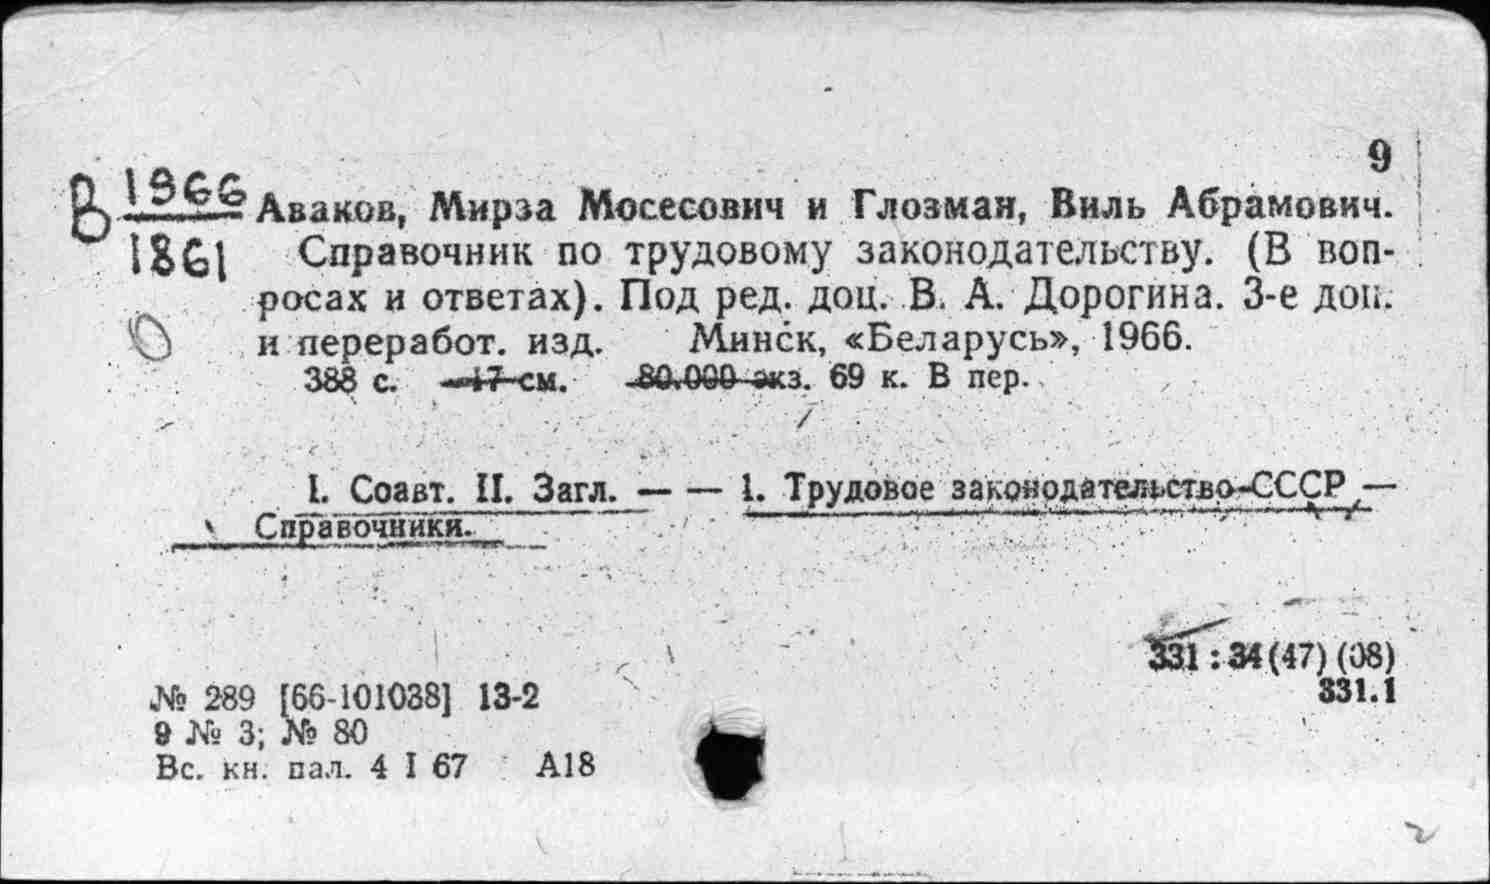 9
В 1966 Аваков, Мирза Мосесович и Глозман, Виль Абрамович.
1861 Справочник по трудовому законодательству. (В воп-
росах и ответах). Под ред. доц. В. А. Дорогина. 3-е доп.
и переработ. изд. Минск, «Беларусь», 1966.
388 с. 17 см. 80.000 экз. 69 к. В пер.
I. Соавт. II. Загл. — — 1. Трудовое законодательство-СССР —
Справочники.
331 : 34 (47) (08)
331.1
№ 289 [66-101038] 13-2
9 № 3; № 80
Вс. кн. пал. 4 I 67 А18